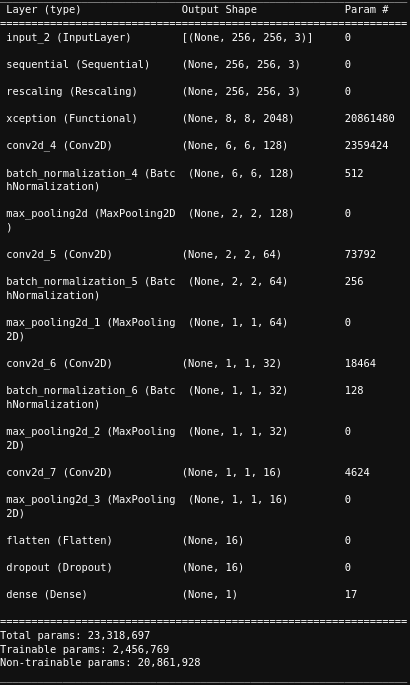 Layer (type) Output Shape Param #
=================================================================
input_2 (InputLayer) [(None, 256, 256, 3)] 0
sequential (Sequential) (None, 256, 256, 3) 0
rescaling (Rescaling) (None, 256, 256, 3) 0
xception (Functional) (None, 8, 8, 2048) 20861480
conv2d_4 (Conv2D) (None, 6, 6, 128) 2359424
batch_normalization_4 (Batc (None, 6, 6, 128) 512
hNormalization)
max_pooling2d (MaxPooling2D (None, 2, 2, 128) 0
)
conv2d_5 (Conv2D) (None, 2, 2, 64) 73792
batch_normalization_5 (Batc (None, 2, 2, 64) 256
hNormalization)
max_pooling2d_1 (MaxPooling (None, 1, 1, 64) 0
2D)
conv2d_6 (Conv2D) (None, 1, 1, 32) 18464
batch_normalization_6 (Batc (None, 1, 1, 32) 128
hNormalization)
max_pooling2d_2 (MaxPooling (None, 1, 1, 32) 0
2D)
conv2d_7 (Conv2D) (None, 1, 1, 16) 4624
max_pooling2d_3 (MaxPooling (None, 1, 1, 16) 0
2D)
flatten (Flatten) (None, 16) 0
dropout (Dropout) (None, 16) 0
dense (Dense) (None, 1) 17
=================================================================
Total params: 23,318,697
Trainable params: 2,456,769
Non-trainable params: 20,861,928